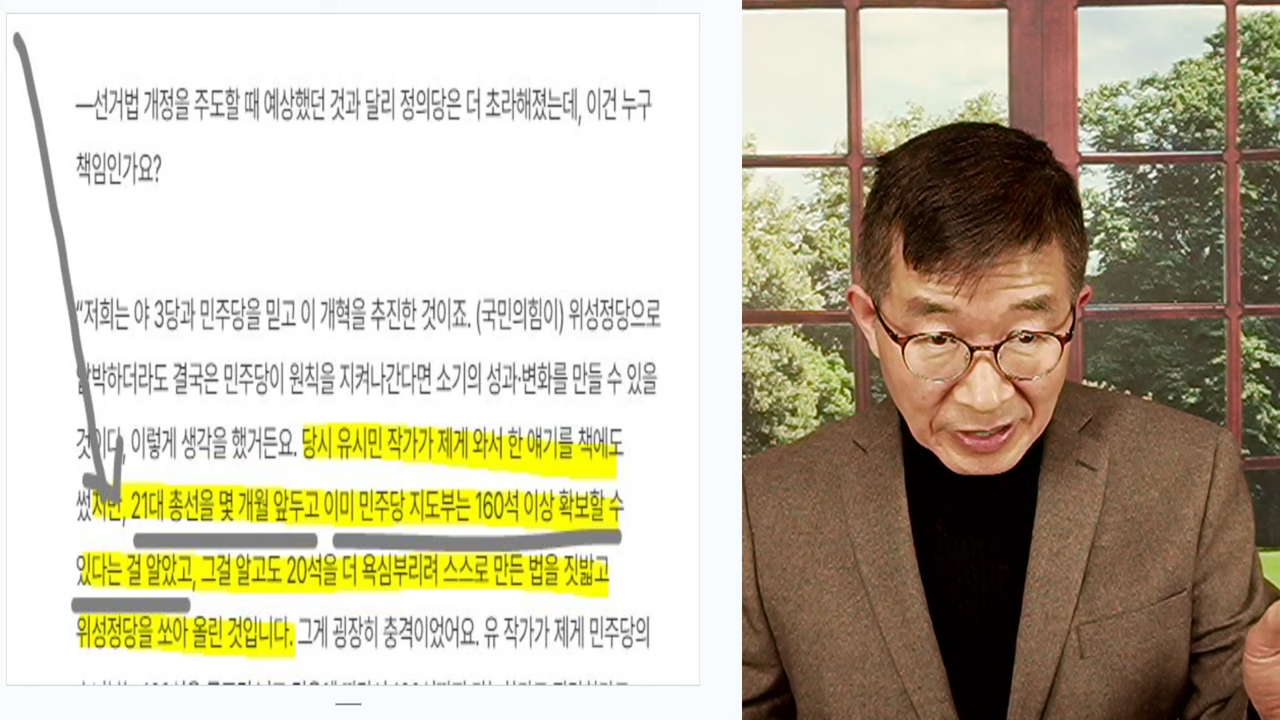 —선거법 개정을 주도할 때 예상했던 것과 달리 정의당은 더 초라해졌는데, 이건 누구
책임인가요?
“저희는 야 3당과 민주당을 믿고 이 개혁을 추진한 것이죠. (국민의힘이) 위성정당으로
압박하더라도 결국은 민주당이 원칙을 지켜나간다면 소기의 성과·변화를 만들 수 있을
것이다, 이렇게 생각을 했거든요. 당시 유시민 작가가 제게 와서 한 얘기를 책에도
썼지만, 21대 총선을 몇 개월 앞두고 이미 민주당 지도부는 160석 이상 확보할 수
있다는 걸 알았고, 그걸 알고도 20석을 더 욕심부리려 스스로 만든 법을 짓밟고
위성정당을 쏘아 올린 것입니다. 그게 굉장히 충격이었어요. 유 작가가 제게 민주당의